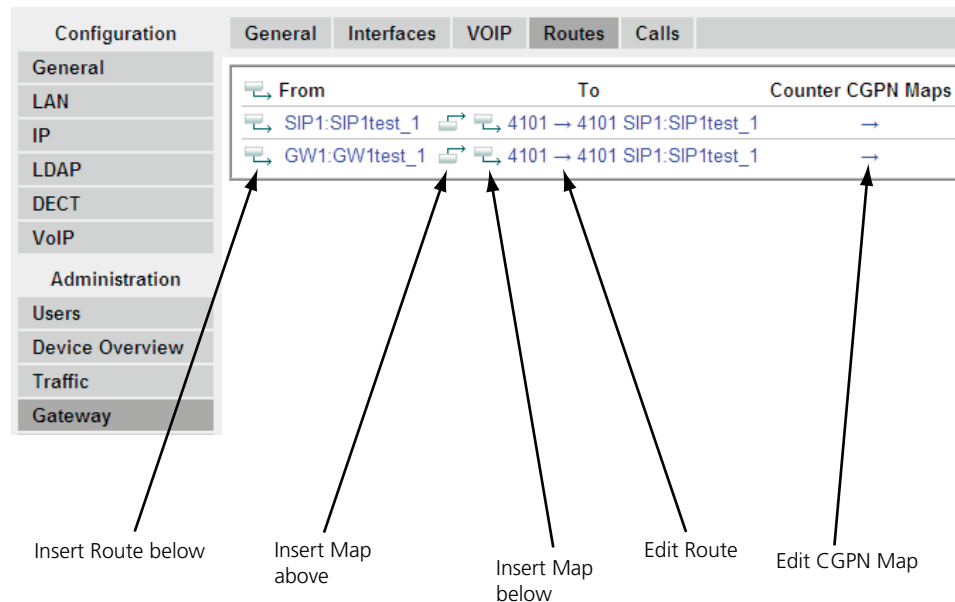 Configuration
General
LAN
IP
LDAP
DECT
VoIP
Administration
Users
Device Overview
Traffic
Gateway
General Interfaces VOIP Routes Calls
From To Counter CGPN Maps
SIP1:SIP1test_1 4101 → 4101 SIP1:SIP1test_1 →
GW1:GW1test_1 4101 → 4101 SIP1:SIP1test_1 →
Insert Route below
Insert Map
above
Insert Map
below
Edit Route
Edit CGPN Map